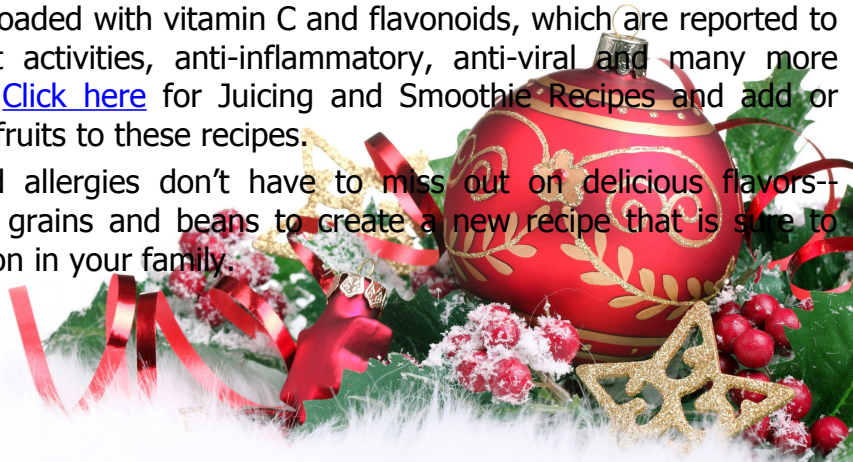 oaded with vitamin C and flavonoids, which are reported to
t activities, anti-inflammatory, anti-viral and many more
Click here for Juicing and Smoothie Recipes and add or
fruits to these recipes.
d allergies don’t have to miss out on delicious flavors--
grains and beans to create a new recipe that is sure to
on in your family.